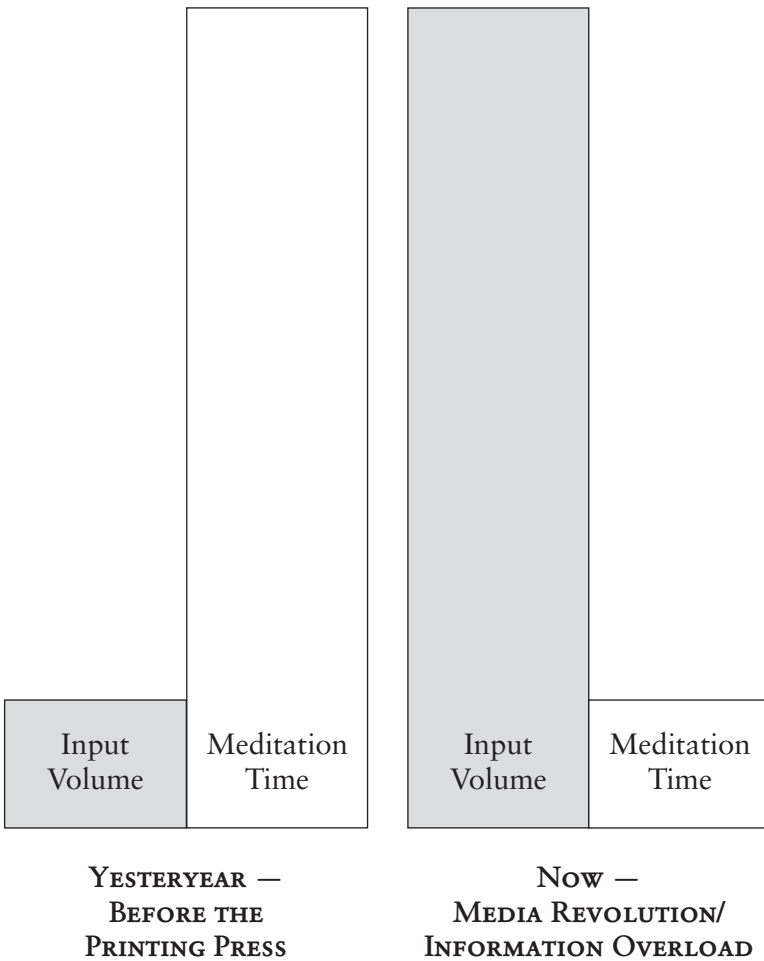 Input
Volume
Meditation
Time
Input
Volume
Meditation
Time
Yesteryear —
Before the
Printing Press
Now —
Media Revolution/
Information Overload